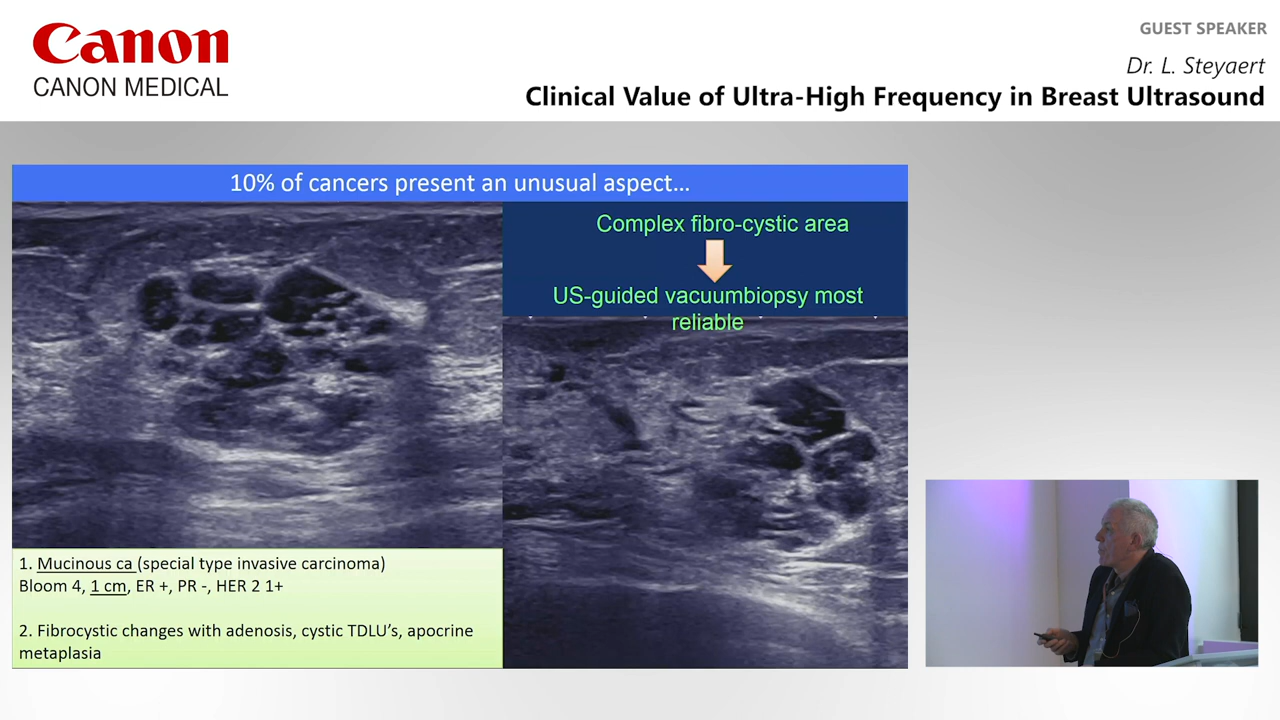 Canon
CANON MEDICAL
GUEST SPEAKER
Dr. L. Steyaert
Clinical Value of Ultra-High Frequency in Breast Ultrasound
10% of cancers present an unusual aspect...
Complex fibro-cystic area
US-guided vacuumbiopsy most
reliable
1. Mucinous ca (special type invasive carcinoma)
Bloom 4, 1 cm, ER +, PR -, HER 2 1+
2. Fibrocystic changes with adenosis, cystic TDLU's, apocrine
metaplasia